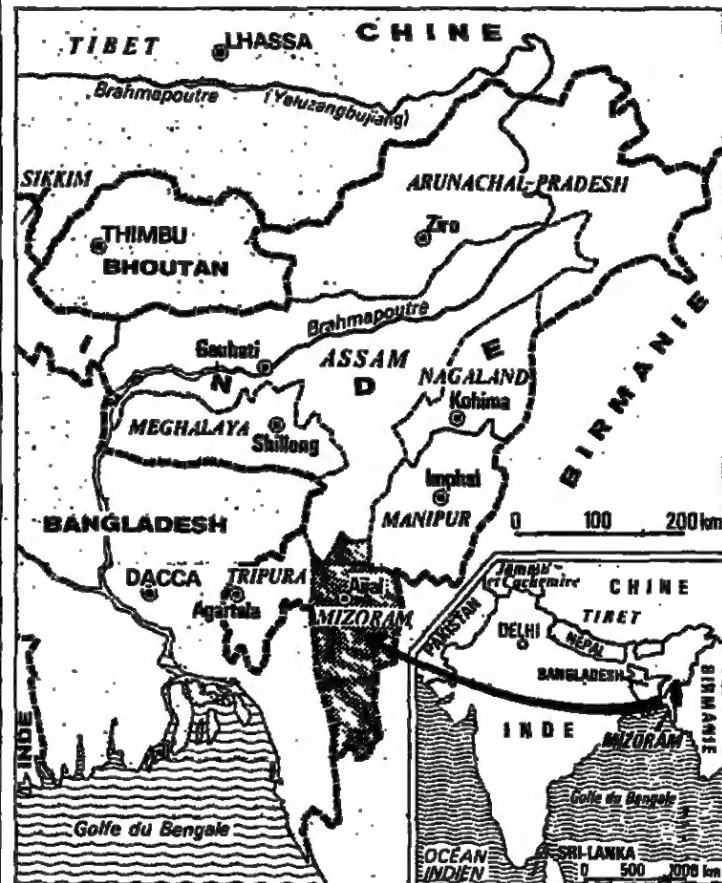 CHINE
TIBET
LHASSA
Brahmapoutre (Yaluzangbujiang)
SIKKIM
ARUNACHAL-PRADESH
THIMBU
Ziro
BHOUTAN
Brahmapoutre
INDE
Gauhati
ASSAM
NAGALAND
Kohima
MEGHALAYA
Shillong
BIRMANIE
Imphal
MANIPUR
BANGLADESH
0 100 200 km
DACCA
TRIPURA
Agartala
Aijal
MIZORAM
INDE
Golfe du Bengale
Jammu
et Cachemire
CHINE
PAKISTAN
TIBET
DELHI
NEPAL
BANGLADESH
BIRMANIE
INDE
MIZORAM
Golfe du Bengale
OCÉAN
INDIEN
SRI-LANKA
0 500 1000 km